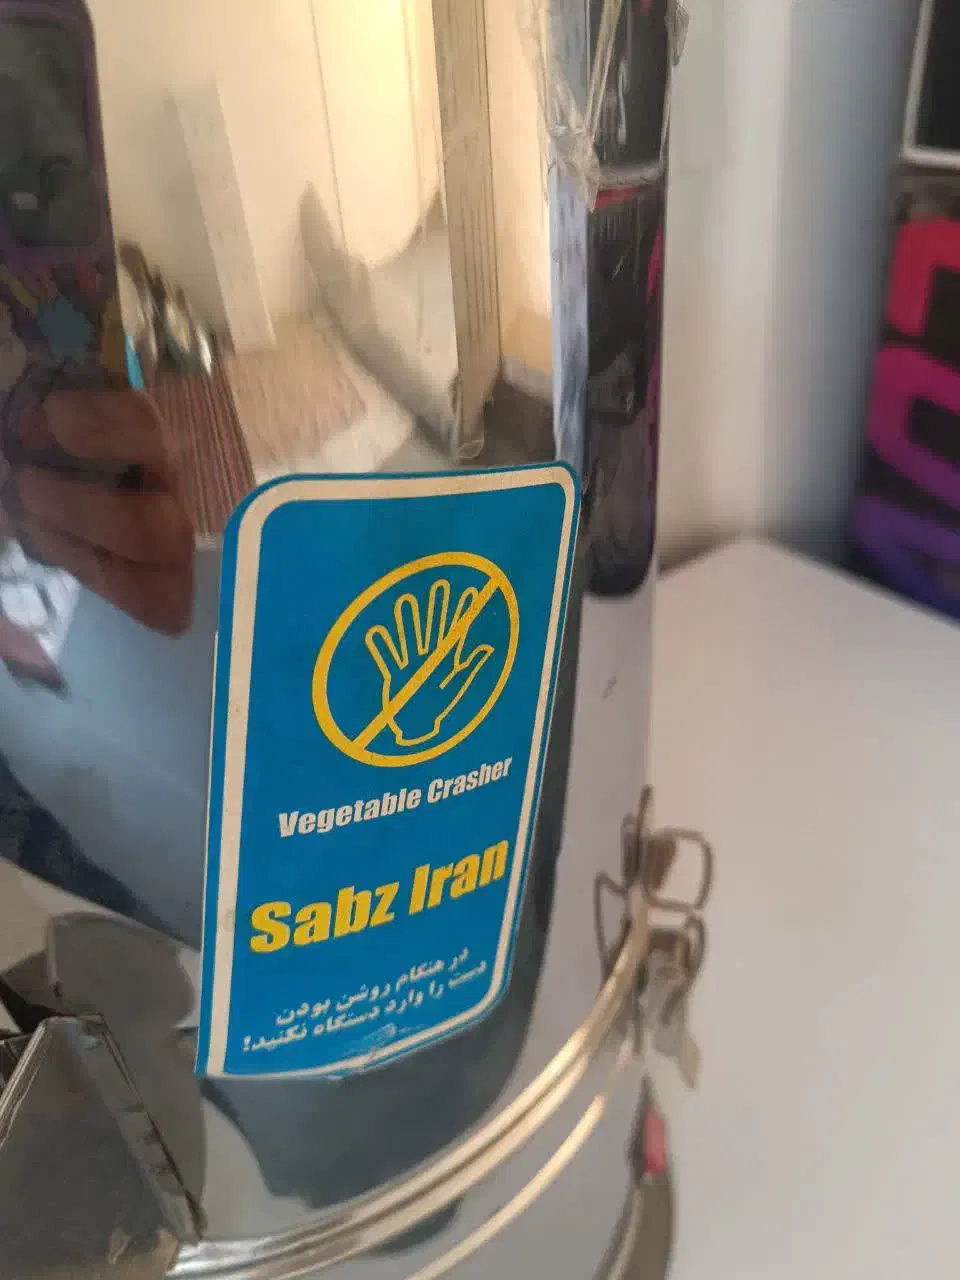 Vegetable Crasher
Sabz Iran
در هنگام روشن بودن
دست را وارد دستگاه نکنید!